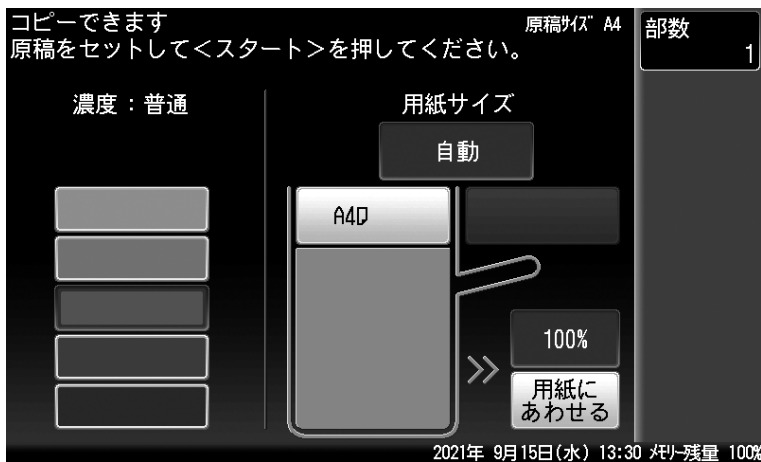 コピーできます
原稿ｻｲｽﾞ A4
原稿をセットして＜スタート＞を押してください。
部数
1
濃度：普通
用紙サイズ
自動
A4
100%
用紙に
あわせる
2021年 9月15日(水) 13:30 ﾒﾓﾘｰ残量 100%